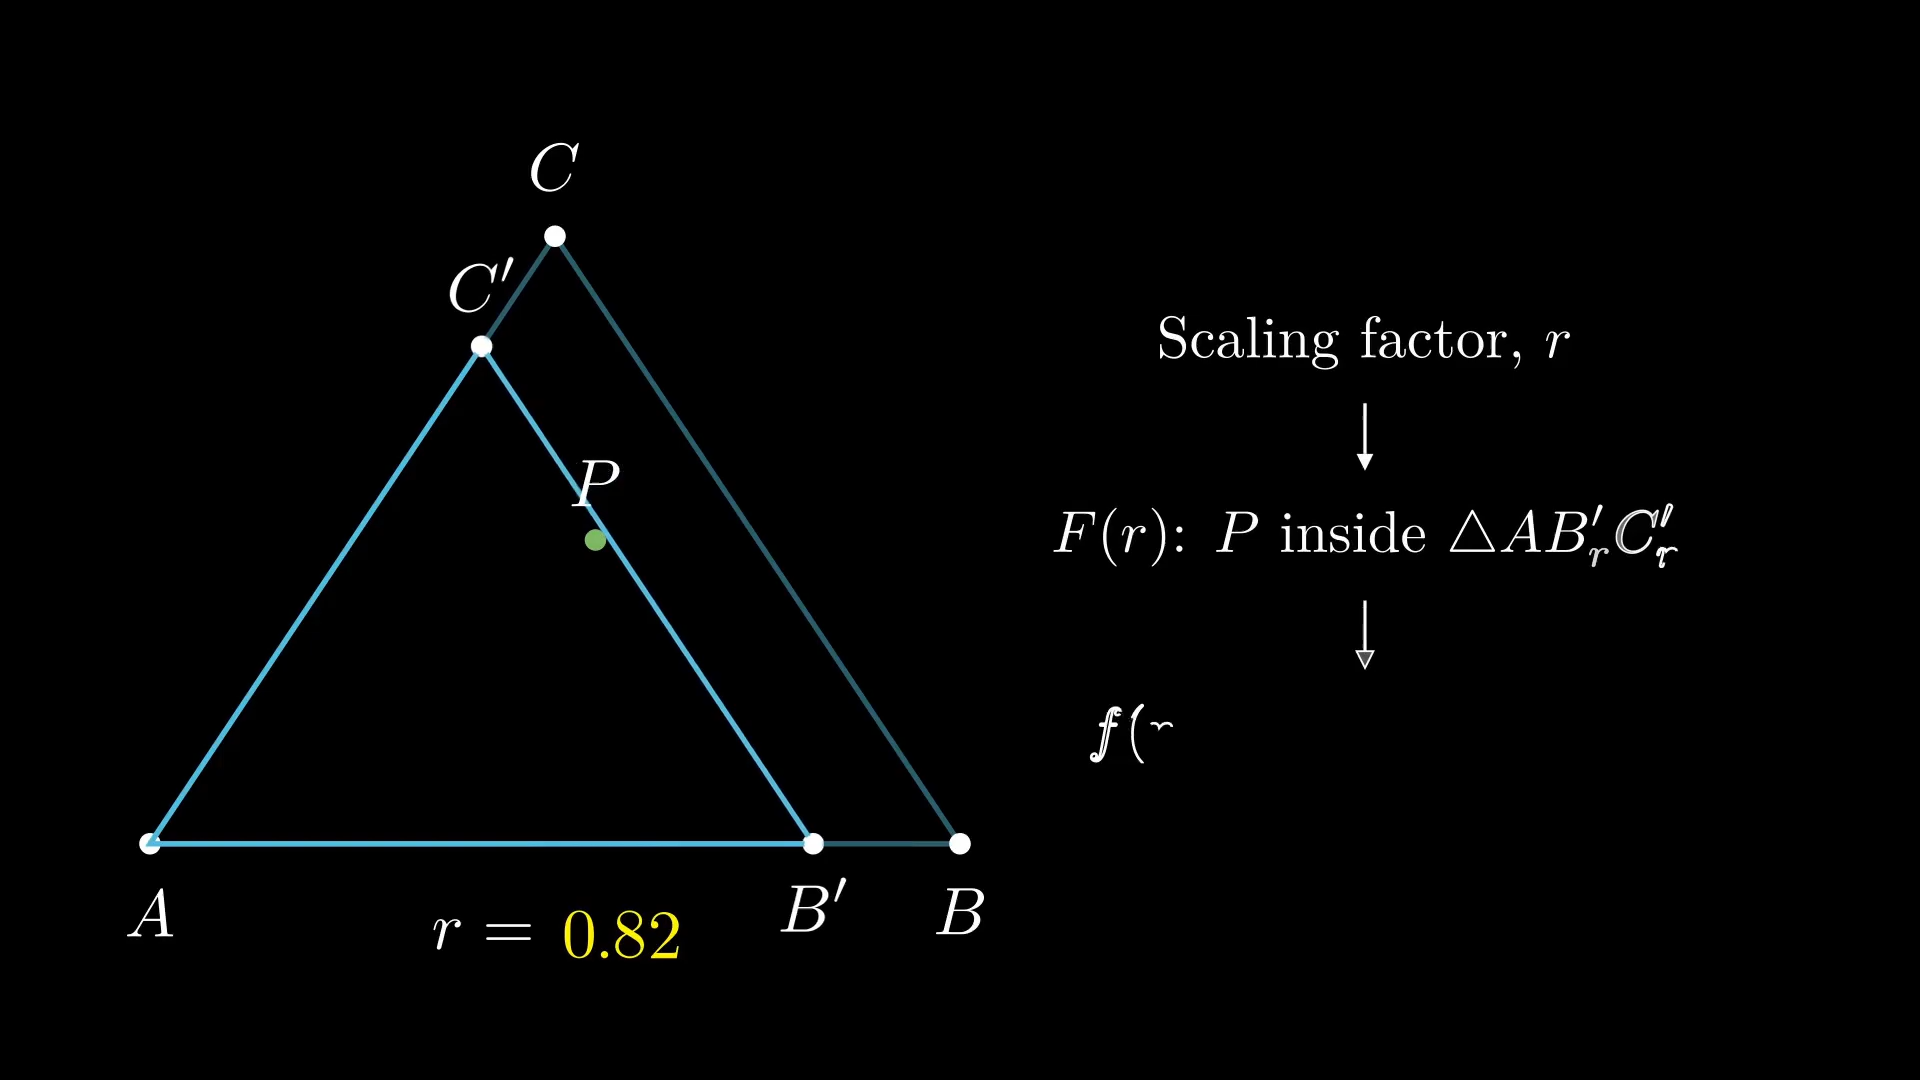 C
C′
P
A
B′
B
r = 0.82
Scaling factor, r
F(r): P inside △AB′ᵣC′ᵣ
f(